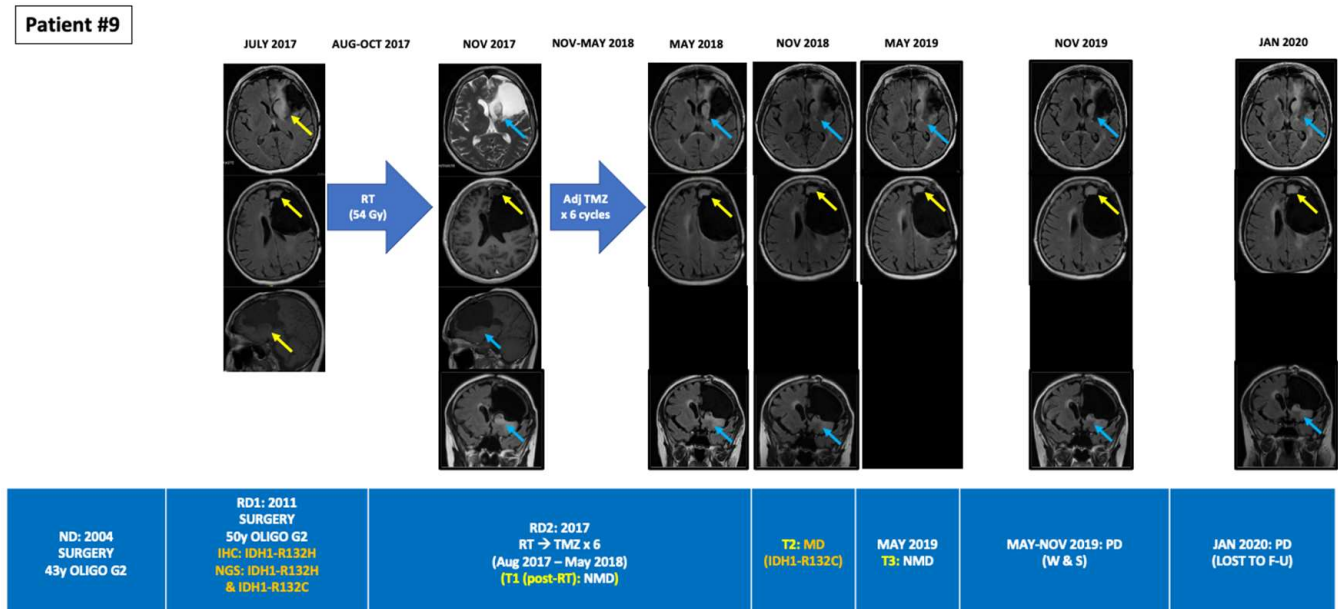 Patient #9
JULY 2017
AUG-OCT 2017
NOV 2017
NOV-MAY 2018
MAY 2018
NOV 2018
MAY 2019
NOV 2019
JAN 2020
RT
(54 Gy)
Adj TMZ
x 6 cycles
ND: 2004
SURGERY
43y OLIGO G2
RD1: 2011
SURGERY
50y OLIGO G2
IHC: IDH1-R132H
NGS: IDH1-R132H
& IDH1-R132C
RD2: 2017
RT → TMZ x 6
(Aug 2017 – May 2018)
(T1 (post-RT): NMD)
T2: MD
(IDH1-R132C)
MAY 2019
T3: NMD
MAY-NOV 2019: PD
(W & S)
JAN 2020: PD
(LOST TO F-U)